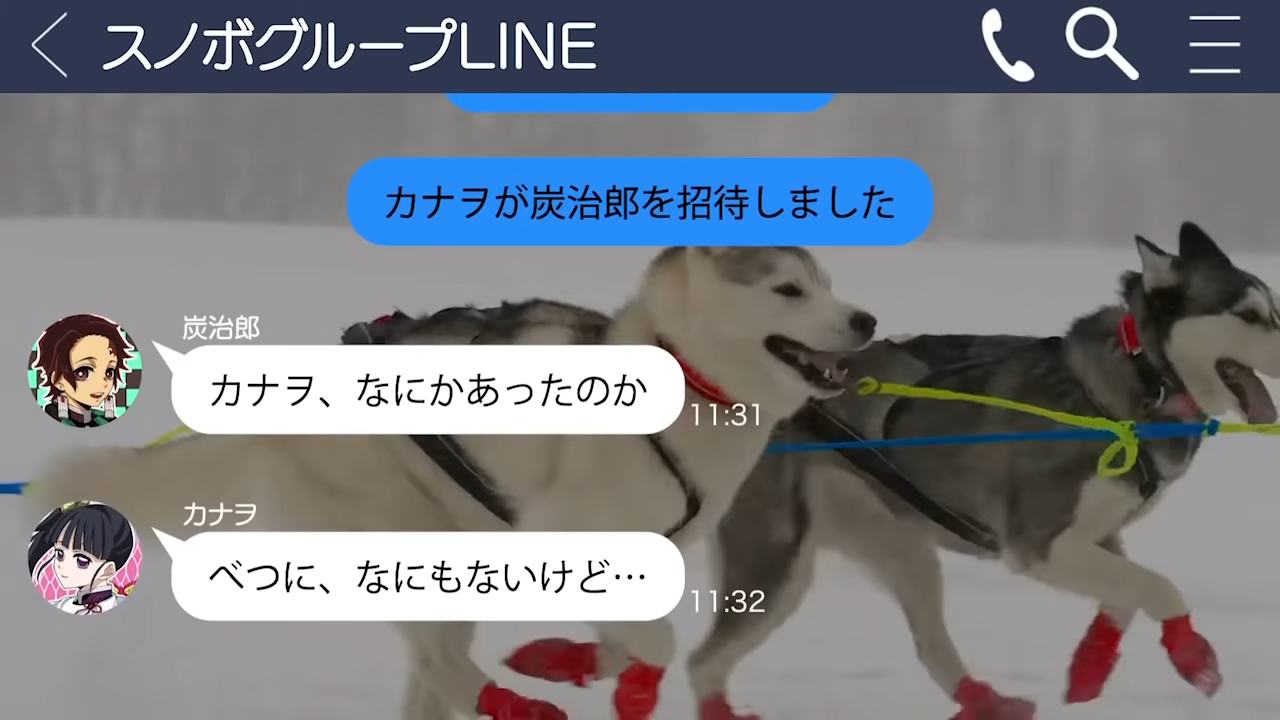 スノボグループLINE
カナヲが炭治郎を招待しました
炭治郎
カナヲ、なにかあったのか
11:31
カナヲ
べつに、なにもないけど…
11:32